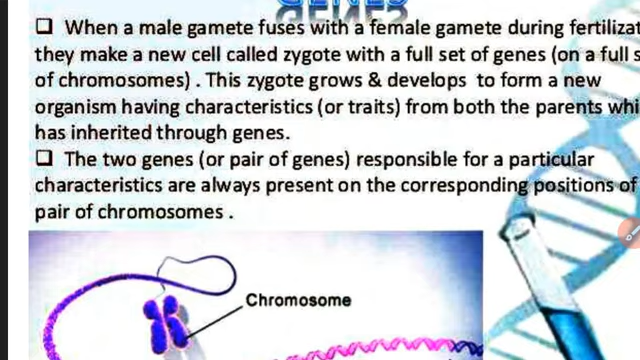 GENES
❑ When a male gamete fuses with a female gamete during fertilizat
they make a new cell called zygote with a full set of genes (on a full s
of chromosomes) . This zygote grows & develops to form a new
organism having characteristics (or traits) from both the parents whi
has inherited through genes.
❑ The two genes (or pair of genes) responsible for a particular
characteristics are always present on the corresponding positions of
pair of chromosomes .
Chromosome